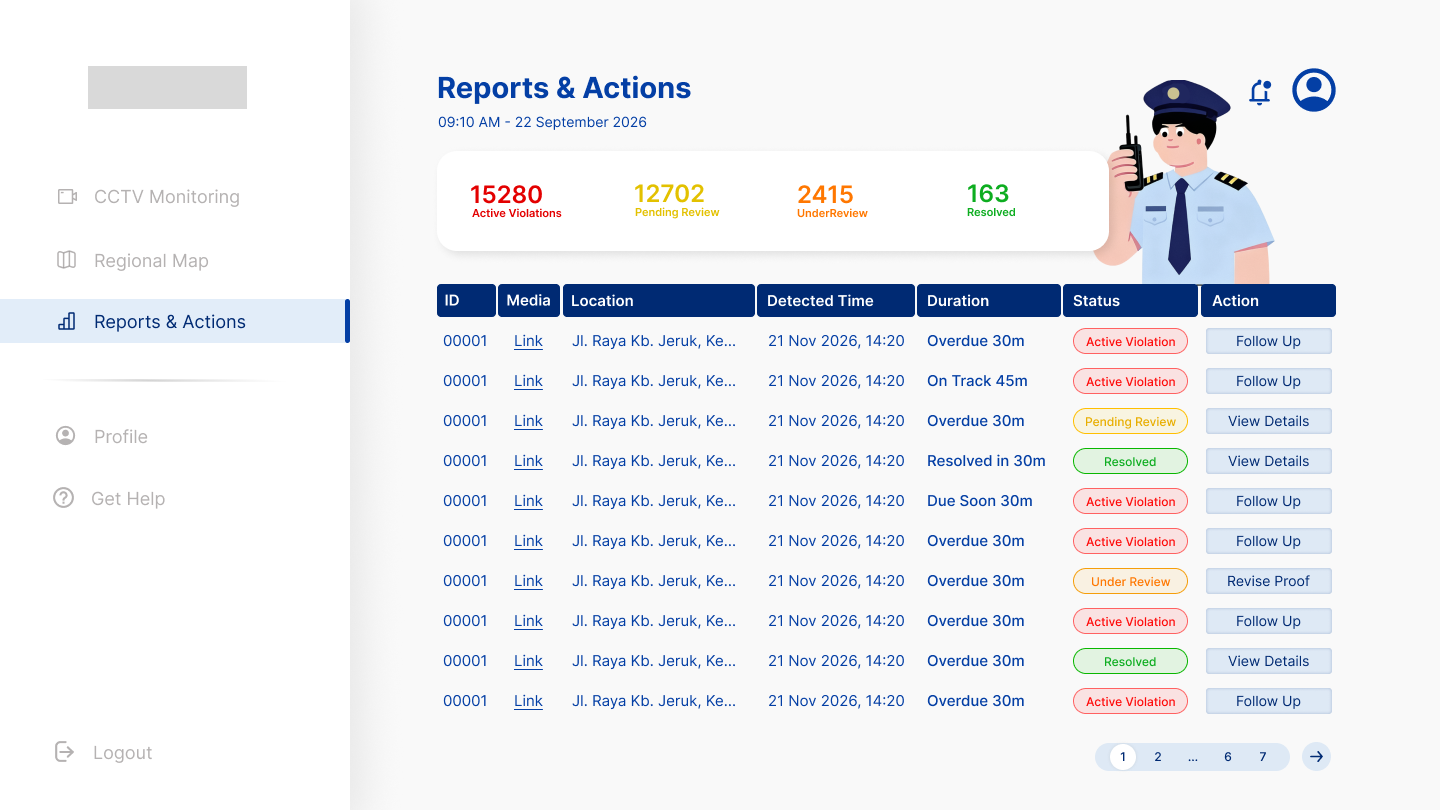 CCTV Monitoring
Regional Map
Reports & Actions
Profile
Get Help
Logout
Reports & Actions
09:10 AM - 22 September 2026
15280
Active Violations
12702
Pending Review
2415
UnderReview
163
Resolved
ID Media Location Detected Time Duration Status Action
00001 Link Jl. Raya Kb. Jeruk, Ke... 21 Nov 2026, 14:20 Overdue 30m Active Violation Follow Up
00001 Link Jl. Raya Kb. Jeruk, Ke... 21 Nov 2026, 14:20 On Track 45m Active Violation Follow Up
00001 Link Jl. Raya Kb. Jeruk, Ke... 21 Nov 2026, 14:20 Overdue 30m Pending Review View Details
00001 Link Jl. Raya Kb. Jeruk, Ke... 21 Nov 2026, 14:20 Resolved in 30m Resolved View Details
00001 Link Jl. Raya Kb. Jeruk, Ke... 21 Nov 2026, 14:20 Due Soon 30m Active Violation Follow Up
00001 Link Jl. Raya Kb. Jeruk, Ke... 21 Nov 2026, 14:20 Overdue 30m Active Violation Follow Up
00001 Link Jl. Raya Kb. Jeruk, Ke... 21 Nov 2026, 14:20 Overdue 30m Under Review Revise Proof
00001 Link Jl. Raya Kb. Jeruk, Ke... 21 Nov 2026, 14:20 Overdue 30m Active Violation Follow Up
00001 Link Jl. Raya Kb. Jeruk, Ke... 21 Nov 2026, 14:20 Overdue 30m Resolved View Details
00001 Link Jl. Raya Kb. Jeruk, Ke... 21 Nov 2026, 14:20 Overdue 30m Active Violation Follow Up
1 2 ... 6 7